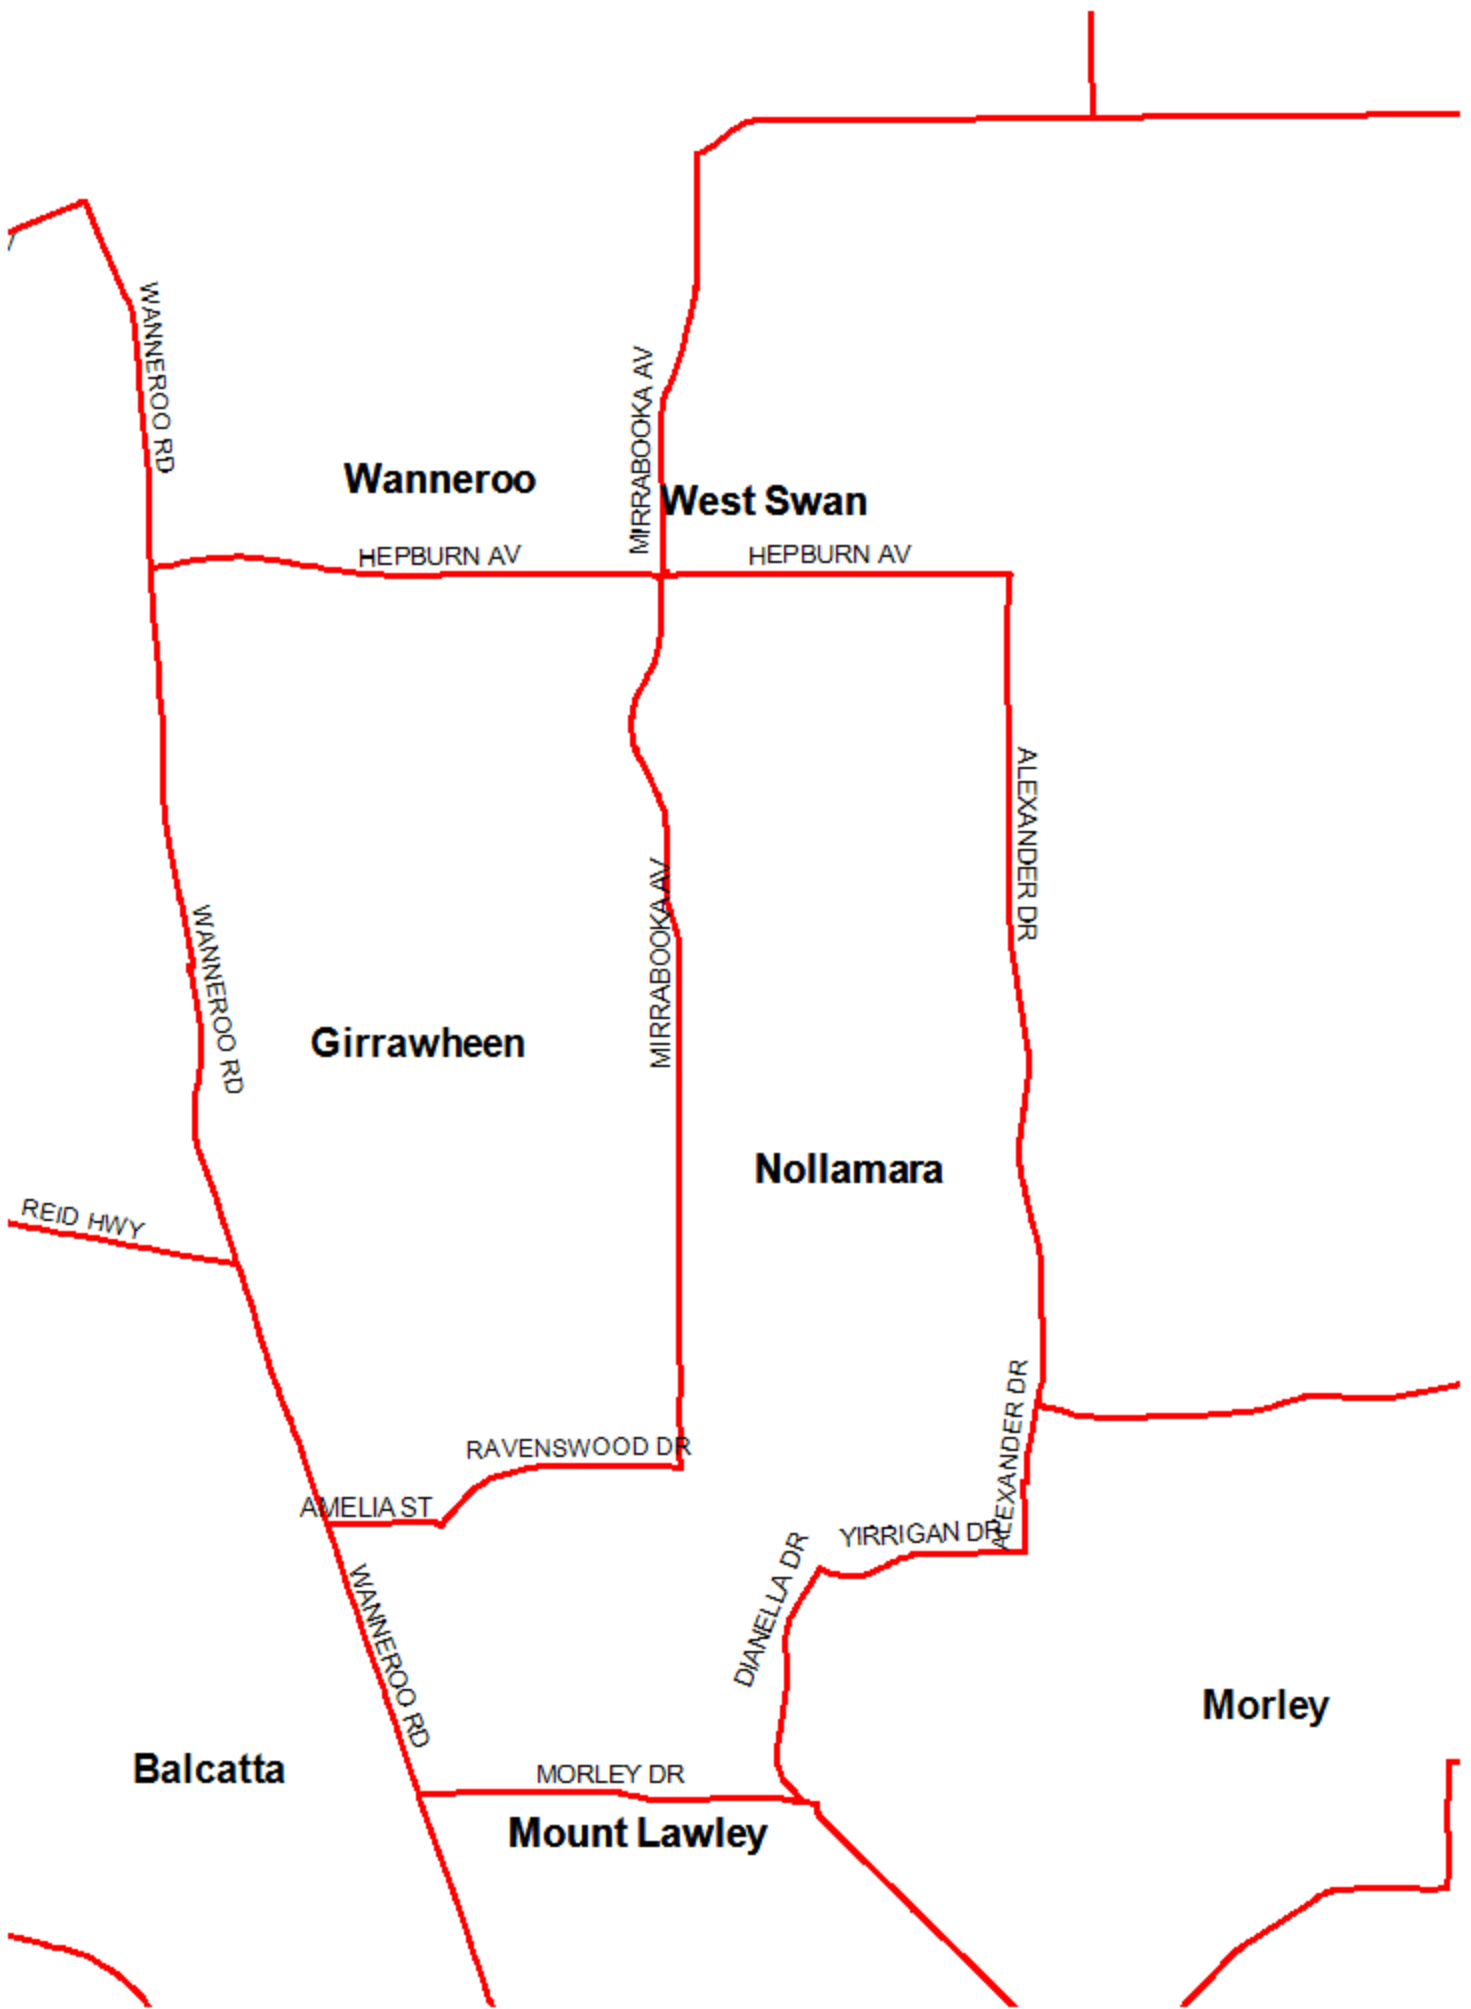 WANNEROO RD
MIRRABOOKA AV
Wanneroo
West Swan
HEPBURN AV
HEPBURN AV
ALEXANDER DR
MIRRABOOKA AV
WANNEROO RD
Girrawheen
Nollamara
REID HWY
ALEXANDER DR
RAVENSWOOD DR
AMELIA ST
YIRRIGAN DR
DIANELLA DR
WANNEROO RD
Morley
Balcatta
MORLEY DR
Mount Lawley